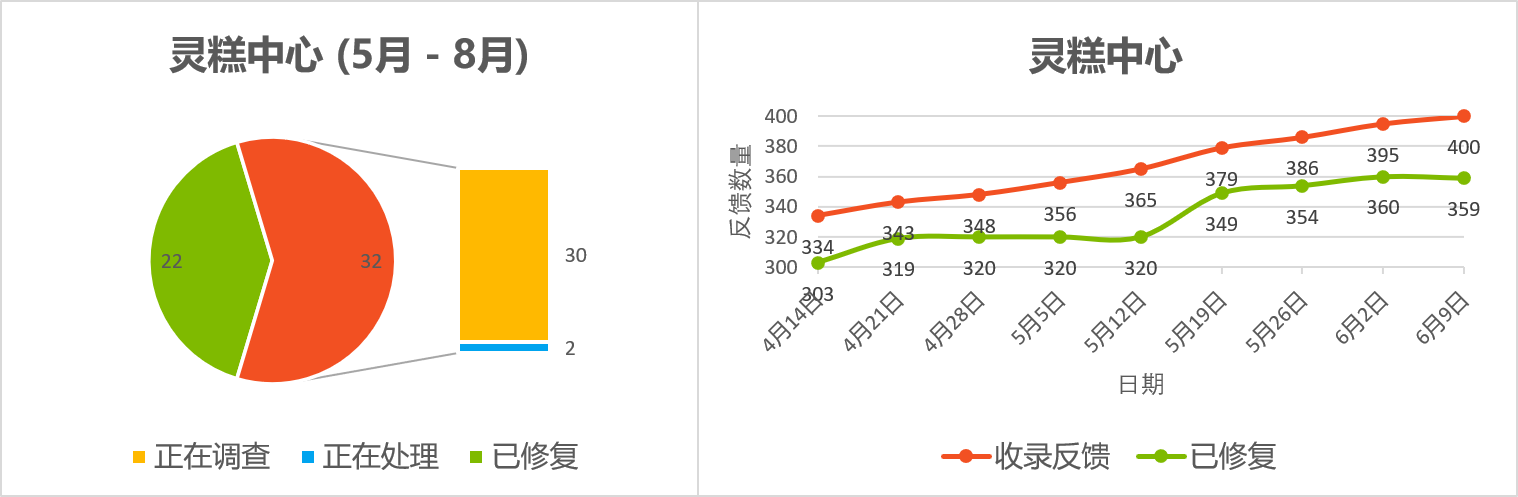 灵糕中心 (5月 - 8月)
22
32
30
2
正在调查
正在处理
已修复
灵糕中心
反馈数量
400
380
360
340
320
300
334
343
348
356
365
379
386
395
400
303
319
320
320
320
349
354
360
359
4月14日
4月21日
4月28日
5月5日
5月12日
5月19日
5月26日
6月2日
6月9日
日期
收录反馈
已修复